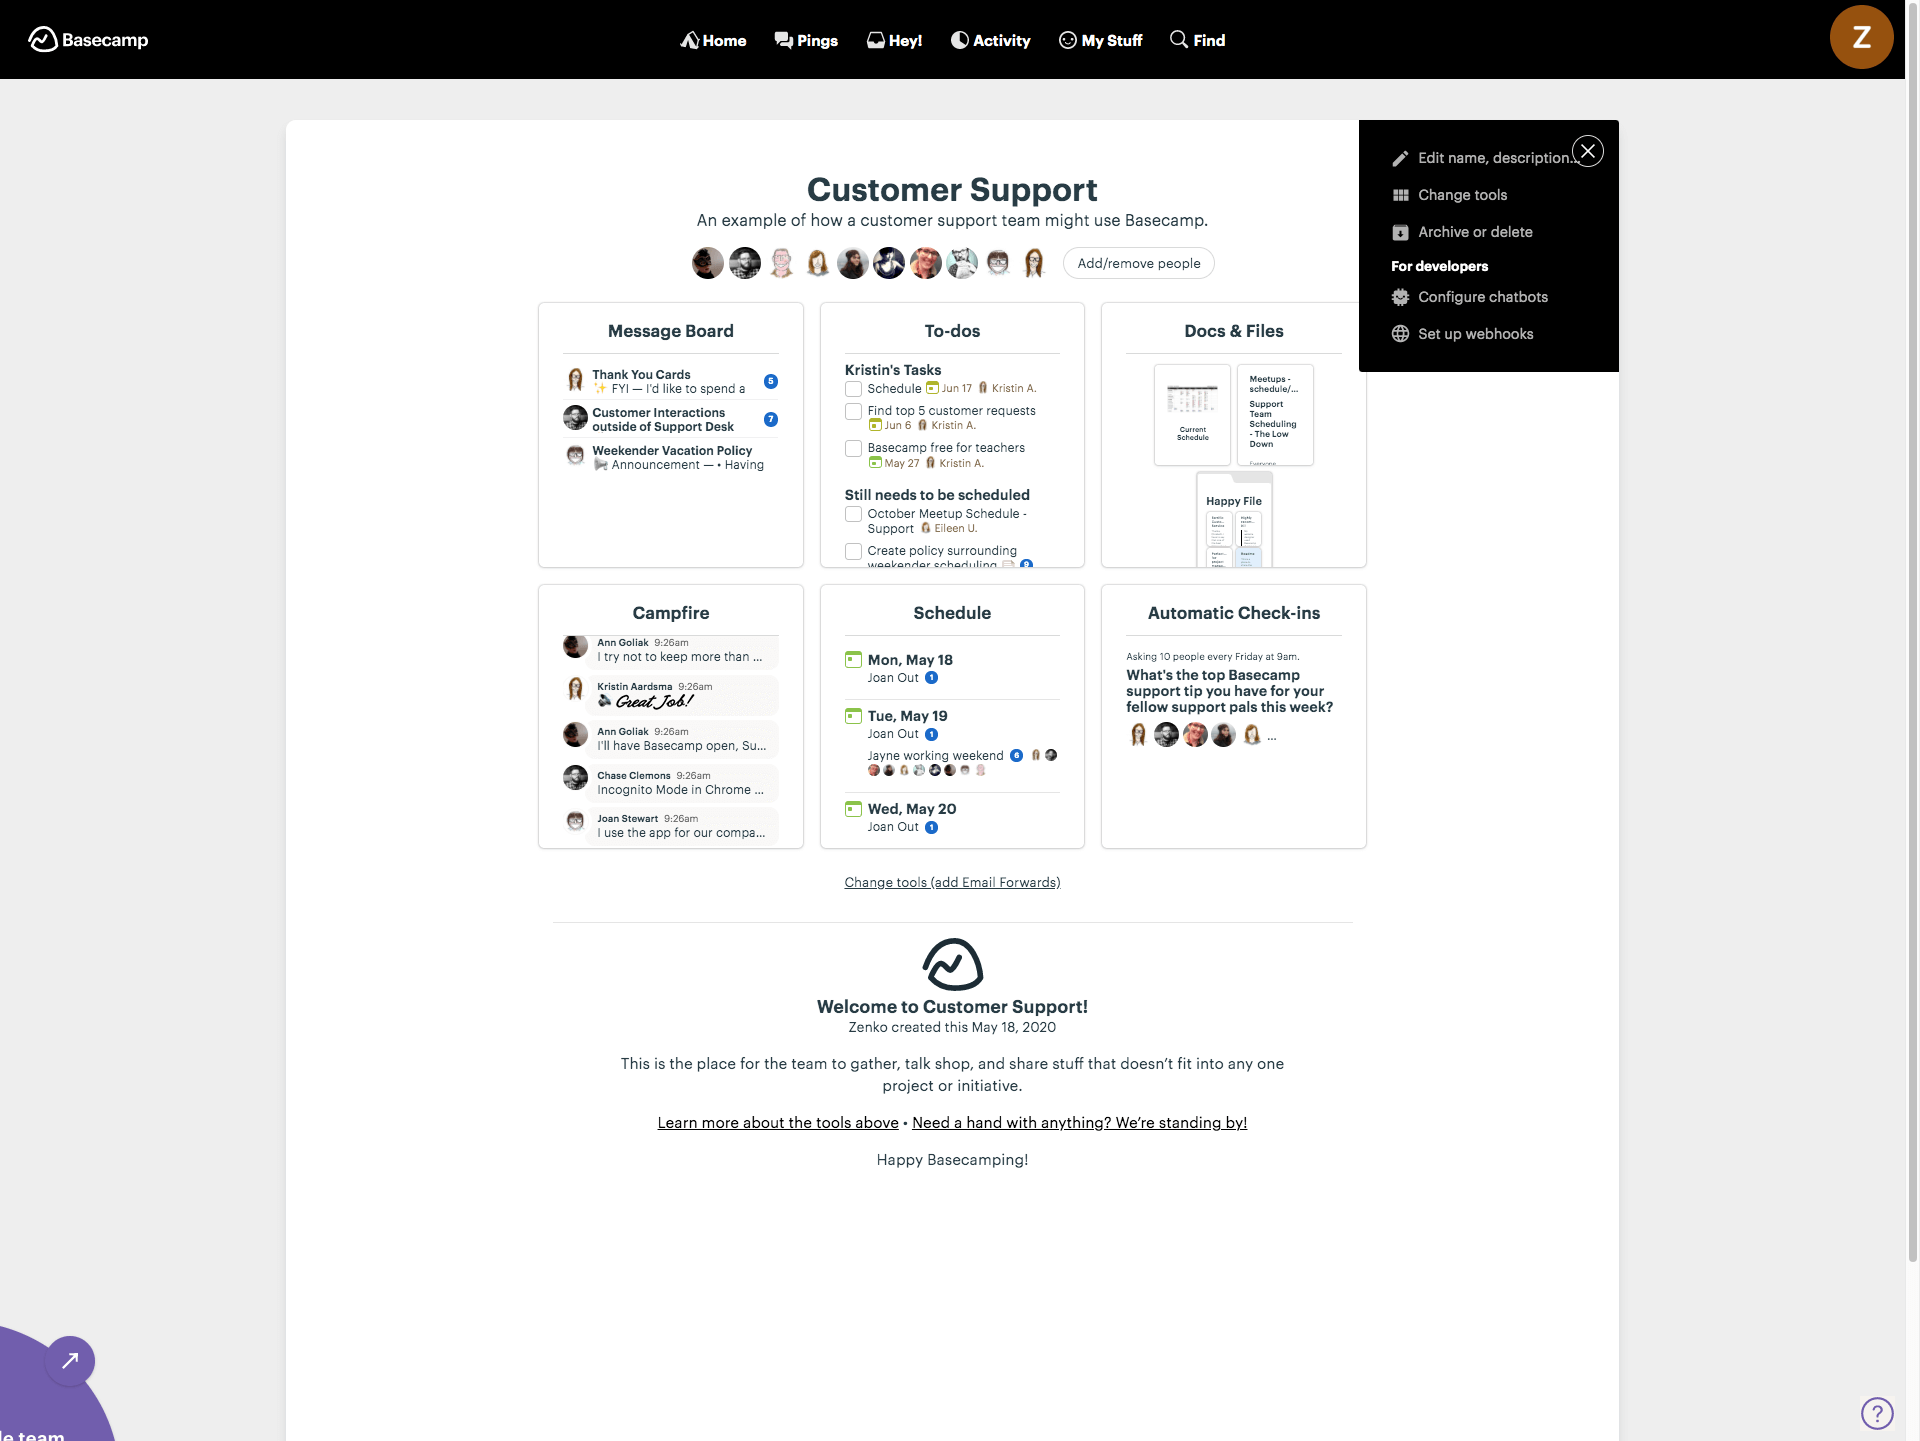 Basecamp
Home
Pings
Hey!
Activity
My Stuff
Find
Z
Edit name, description...
Change tools
Archive or delete
For developers
Configure chatbots
Set up webhooks
Customer Support
An example of how a customer support team might use Basecamp.
Add/remove people
Message Board
Thank You Cards
✨ FYI — I'd like to spend a
5
Customer Interactions
outside of Support Desk
7
Weekender Vacation Policy
📢 Announcement — • Having
To-dos
Kristin's Tasks
Schedule Jun 17 Kristin A.
Find top 5 customer requests
Jun 6 Kristin A.
Basecamp free for teachers
May 27 Kristin A.
Still needs to be scheduled
October Meetup Schedule -
Support Eileen U.
Create policy surrounding
weekender scheduling 9
Docs & Files
Current
Schedule
Meetups -
schedule/...
Support
Team
Scheduling
- The Low
Down
Everyone
Happy File
Campfire
Ann Goliak 9:26am
I try not to keep more than ...
Kristin Aardsma 9:26am
🔊 Great Job!
Ann Goliak 9:26am
I'll have Basecamp open, Su...
Chase Clemons 9:26am
Incognito Mode in Chrome ...
Joan Stewart 9:26am
I use the app for our compa...
Schedule
Mon, May 18
Joan Out 1
Tue, May 19
Joan Out 1
Jayne working weekend 6
Wed, May 20
Joan Out 1
Automatic Check-ins
Asking 10 people every Friday at 9am.
What's the top Basecamp
support tip you have for your
fellow support pals this week?
...
Change tools (add Email Forwards)
Welcome to Customer Support!
Zenko created this May 18, 2020
This is the place for the team to gather, talk shop, and share stuff that doesn’t fit into any one
project or initiative.
Learn more about the tools above • Need a hand with anything? We’re standing by!
Happy Basecamping!
team
?